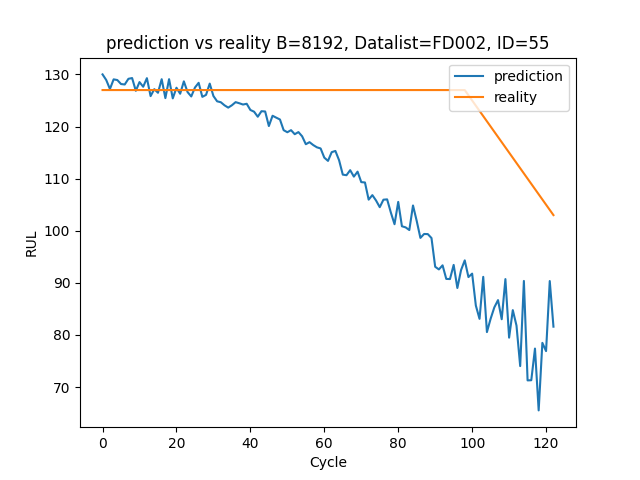 prediction vs reality B=8192, Datalist=FD002, ID=55
prediction
reality
RUL
130
120
110
100
90
80
70
0 20 40 60 80 100 120
Cycle